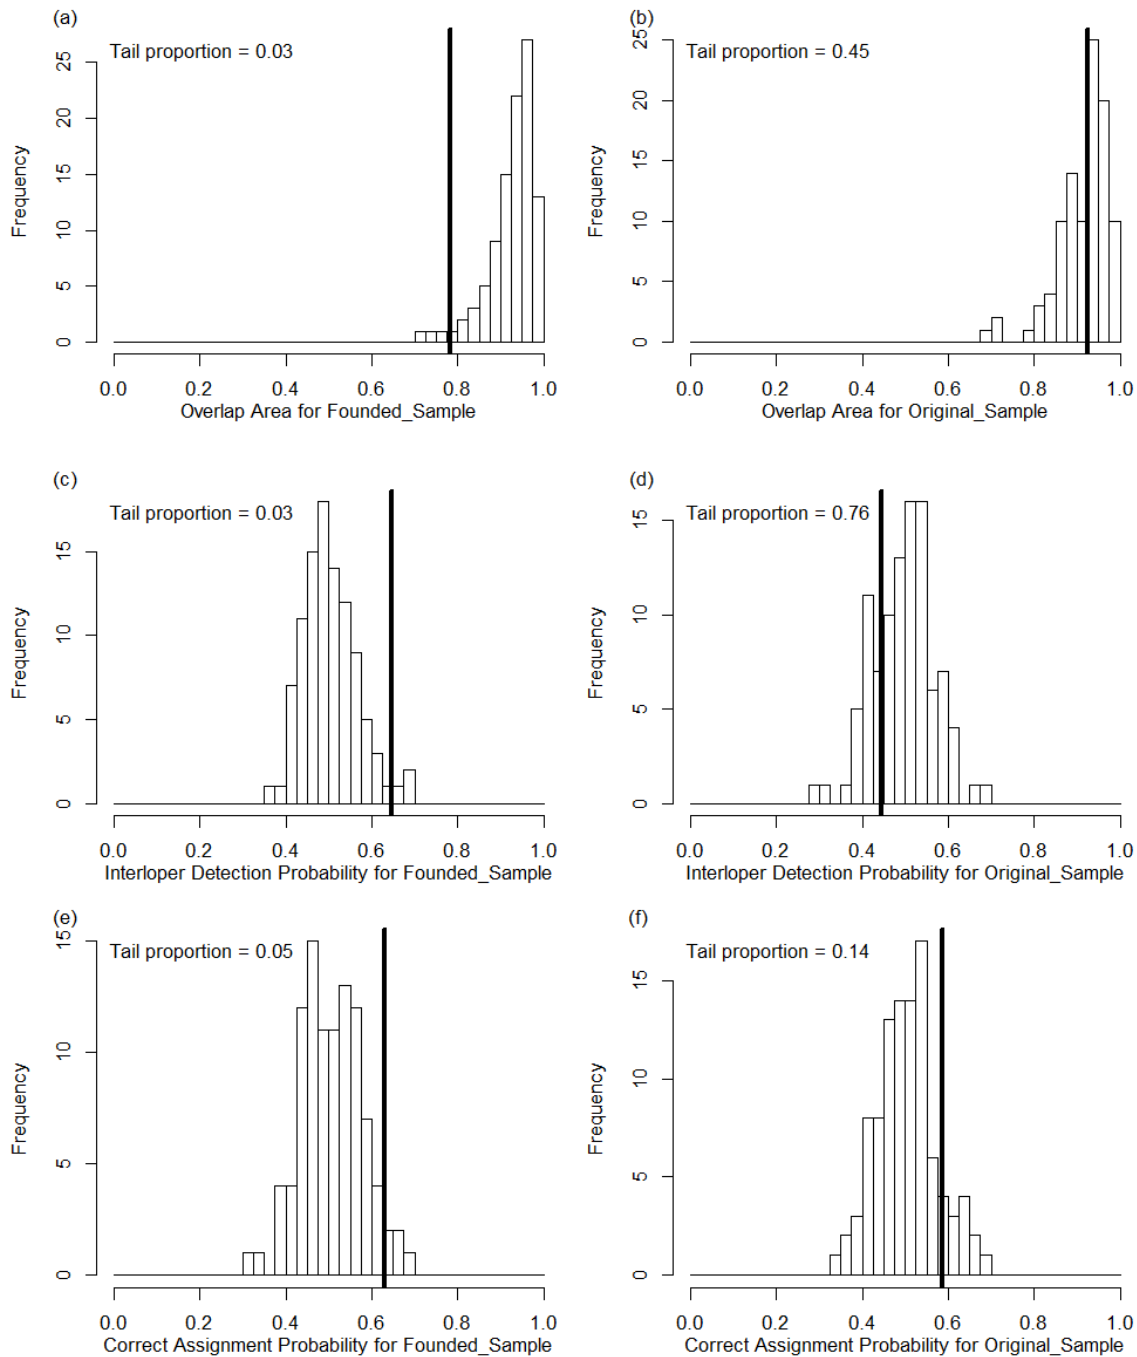 (a)
Tail proportion = 0.03
Frequency
0 5 10 15 20 25
0.0 0.2 0.4 0.6 0.8 1.0
Overlap Area for Founded_Sample
(b)
Tail proportion = 0.45
Frequency
0 5 10 15 20 25
0.0 0.2 0.4 0.6 0.8 1.0
Overlap Area for Original_Sample
(c)
Tail proportion = 0.03
Frequency
0 5 10 15
0.0 0.2 0.4 0.6 0.8 1.0
Interloper Detection Probability for Founded_Sample
(d)
Tail proportion = 0.76
Frequency
0 5 10 15
0.0 0.2 0.4 0.6 0.8 1.0
Interloper Detection Probability for Original_Sample
(e)
Tail proportion = 0.05
Frequency
0 5 10 15
0.0 0.2 0.4 0.6 0.8 1.0
Correct Assignment Probability for Founded_Sample
(f)
Tail proportion = 0.14
Frequency
0 5 10 15
0.0 0.2 0.4 0.6 0.8 1.0
Correct Assignment Probability for Original_Sample